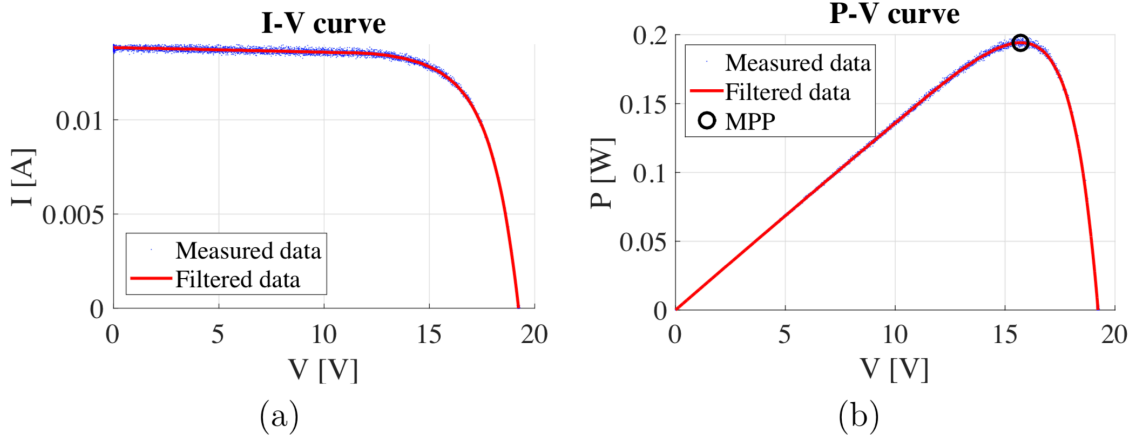 I-V curve
I [A]
0.01
0.005
0
Measured data
Filtered data
0 5 10 15 20
V [V]
(a)
P-V curve
P [W]
0.2
0.15
0.1
0.05
0
Measured data
Filtered data
MPP
0 5 10 15 20
V [V]
(b)